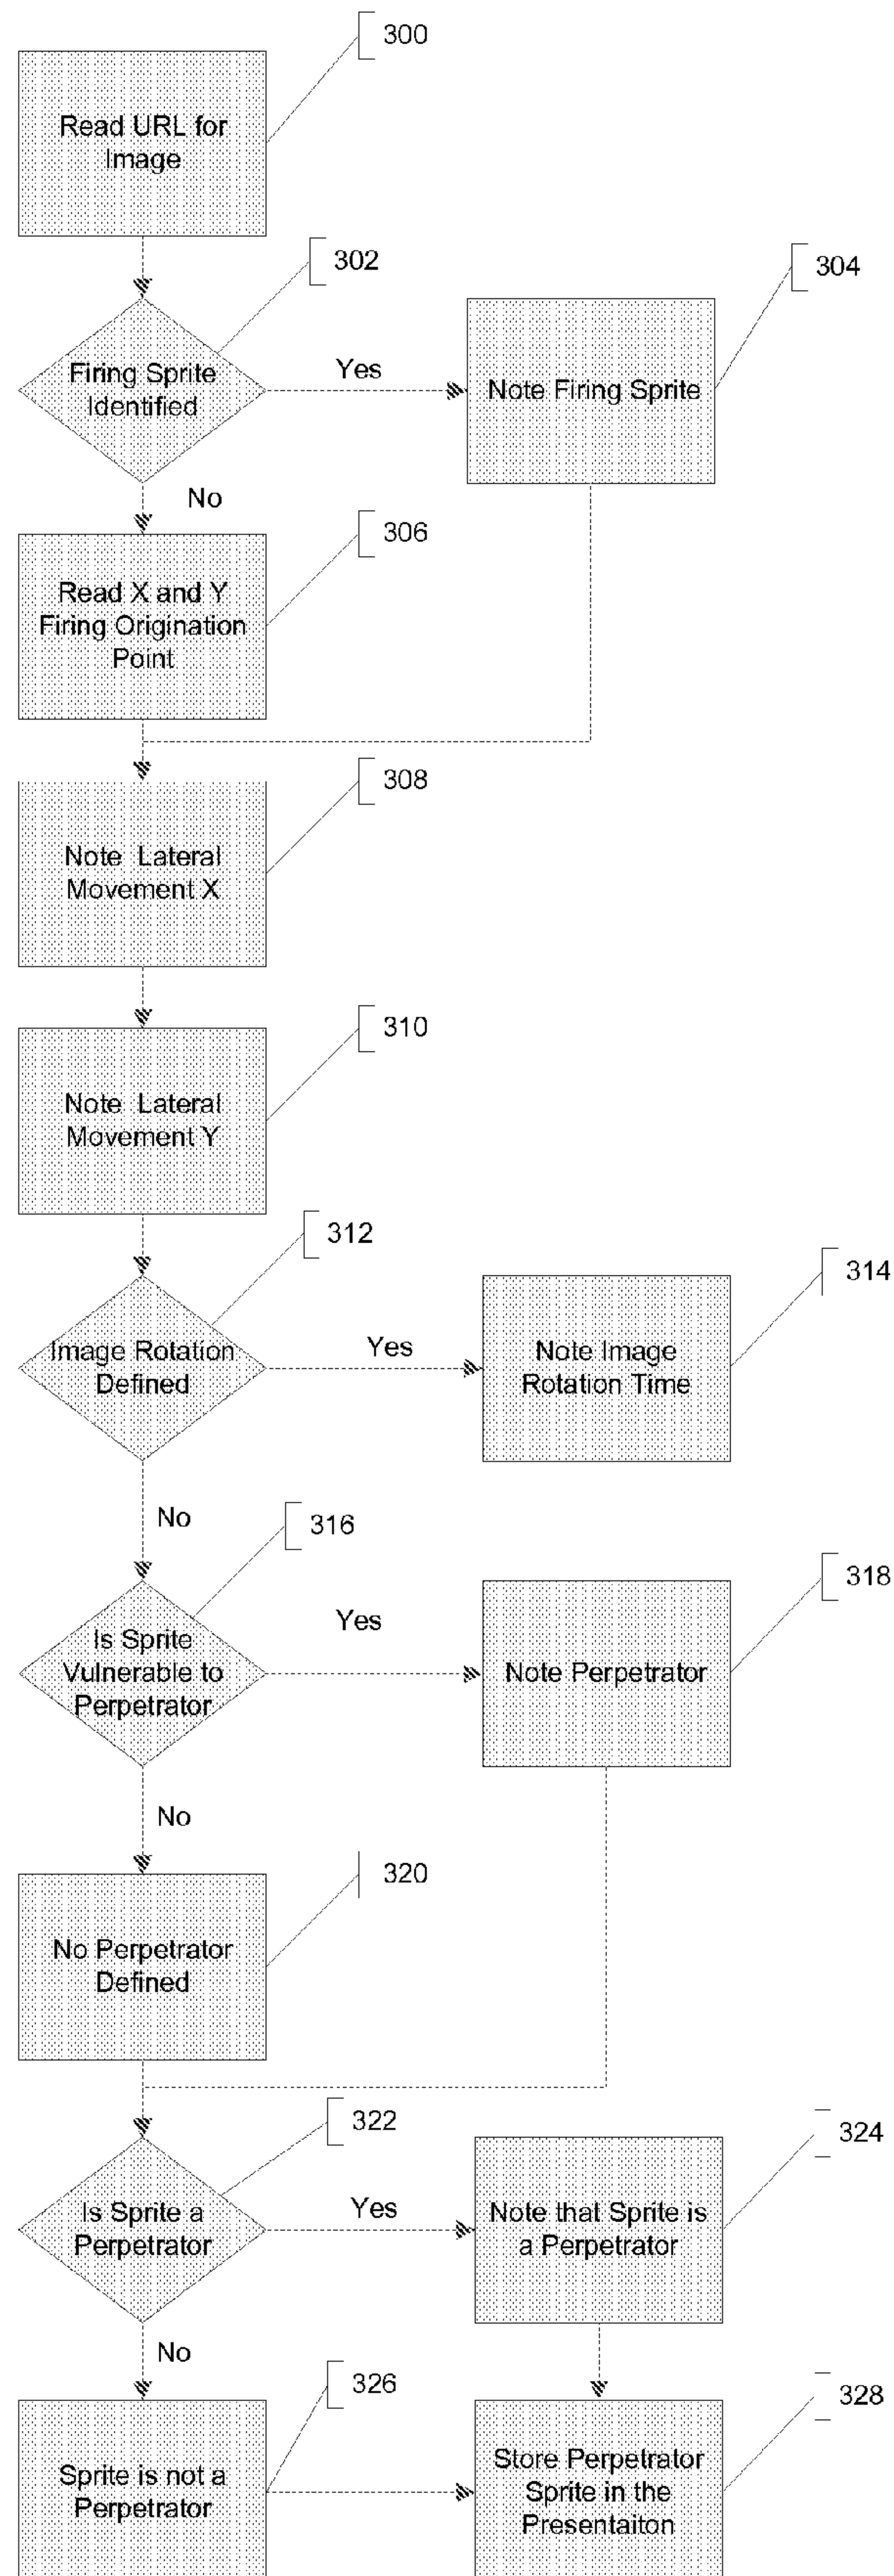 300
Read URL for
Image
302
304
Firing Sprite
Identified
Yes
Note Firing Sprite
No
306
Read X and Y
Firing Origination
Point
308
Note Lateral
Movement X
310
Note Lateral
Movement Y
312
314
Image Rotation
Defined
Yes
Note Image
Rotation Time
No
316
318
Is Sprite
Vulnerable to
Perpetrator
Yes
Note Perpetrator
No
320
No Perpetrator
Defined
322
324
Is Sprite a
Perpetrator
Yes
Note that Sprite is
a Perpetrator
No
326
328
Sprite is not a
Perpetrator
Store Perpetrator
Sprite in the
Presentaiton